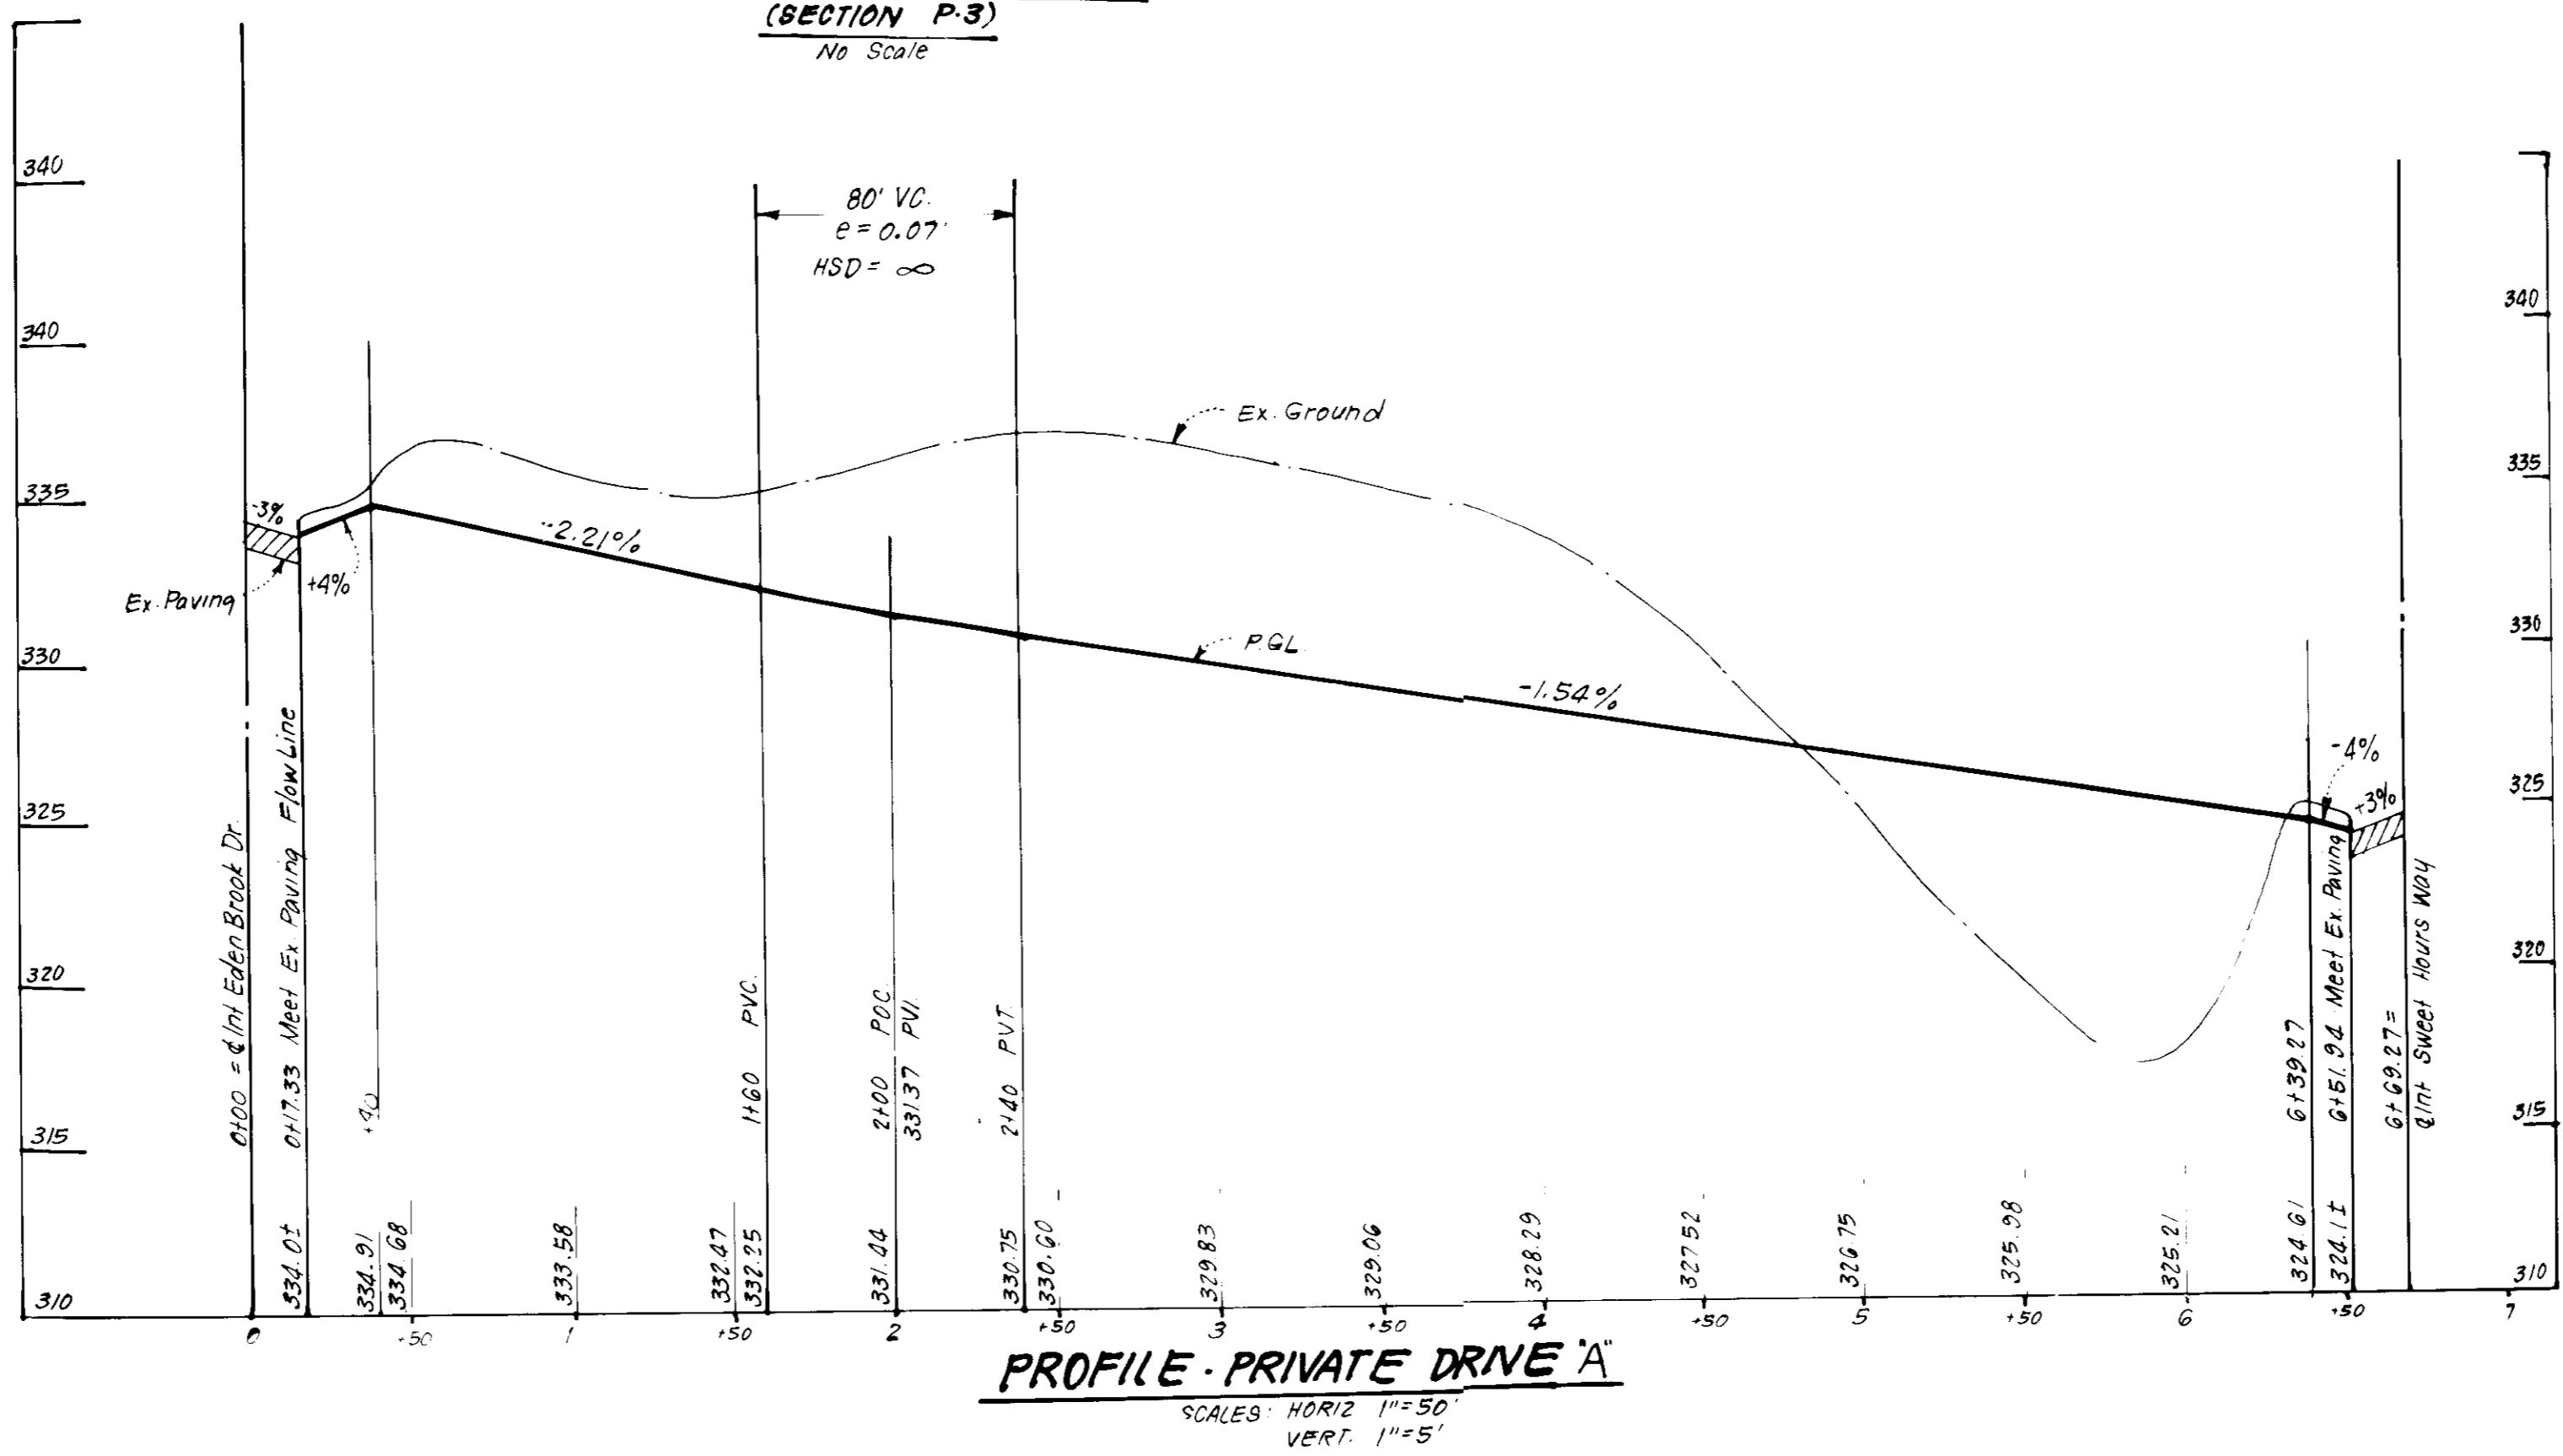 (SECTION P-3)
No Scale
340
340
335
330
325
320
315
310
340
335
330
325
320
315
310
80' VC.
e = 0.07'
HSD = ∞
Ex. Ground
-3%
+4%
-2.21%
Ex. Paving
P.GL.
-1.54%
-4%
+3%
0+00 = ₵ Int Eden Brook Dr.
0+17.33 Meet Ex. Paving Flow Line
+40
1+60 PVC.
2+00 POC.
331.37 PVI.
2+40 PVT.
6+39.27
6+51.94 Meet Ex. Paving
6+69.27 =
₵ Int Sweet Hours Way
334.0±
334.91
334.68
333.58
332.47
332.25
331.44
330.75
330.60
329.83
329.06
328.29
327.52
326.75
325.98
325.21
324.61
324.1±
0 +50 1 +50 2 +50 3 +50 4 +50 5 +50 6 +50 7
PROFILE - PRIVATE DRIVE "A"
SCALES: HORIZ 1"=50'
VERT. 1"=5'